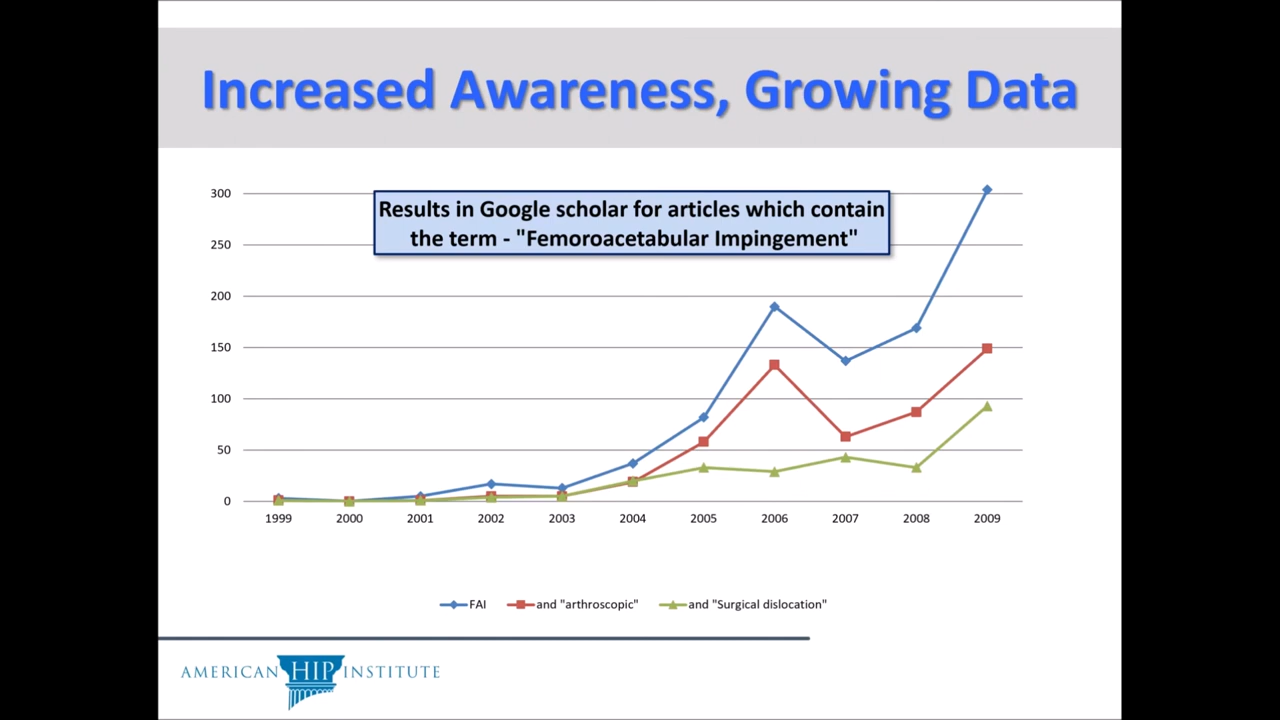 Increased Awareness, Growing Data
Results in Google scholar for articles which contain
the term - "Femoroacetabular Impingement"
300
250
200
150
100
50
0
1999 2000 2001 2002 2003 2004 2005 2006 2007 2008 2009
FAI and "arthroscopic" and "Surgical dislocation"
AMERICAN HIP INSTITUTE